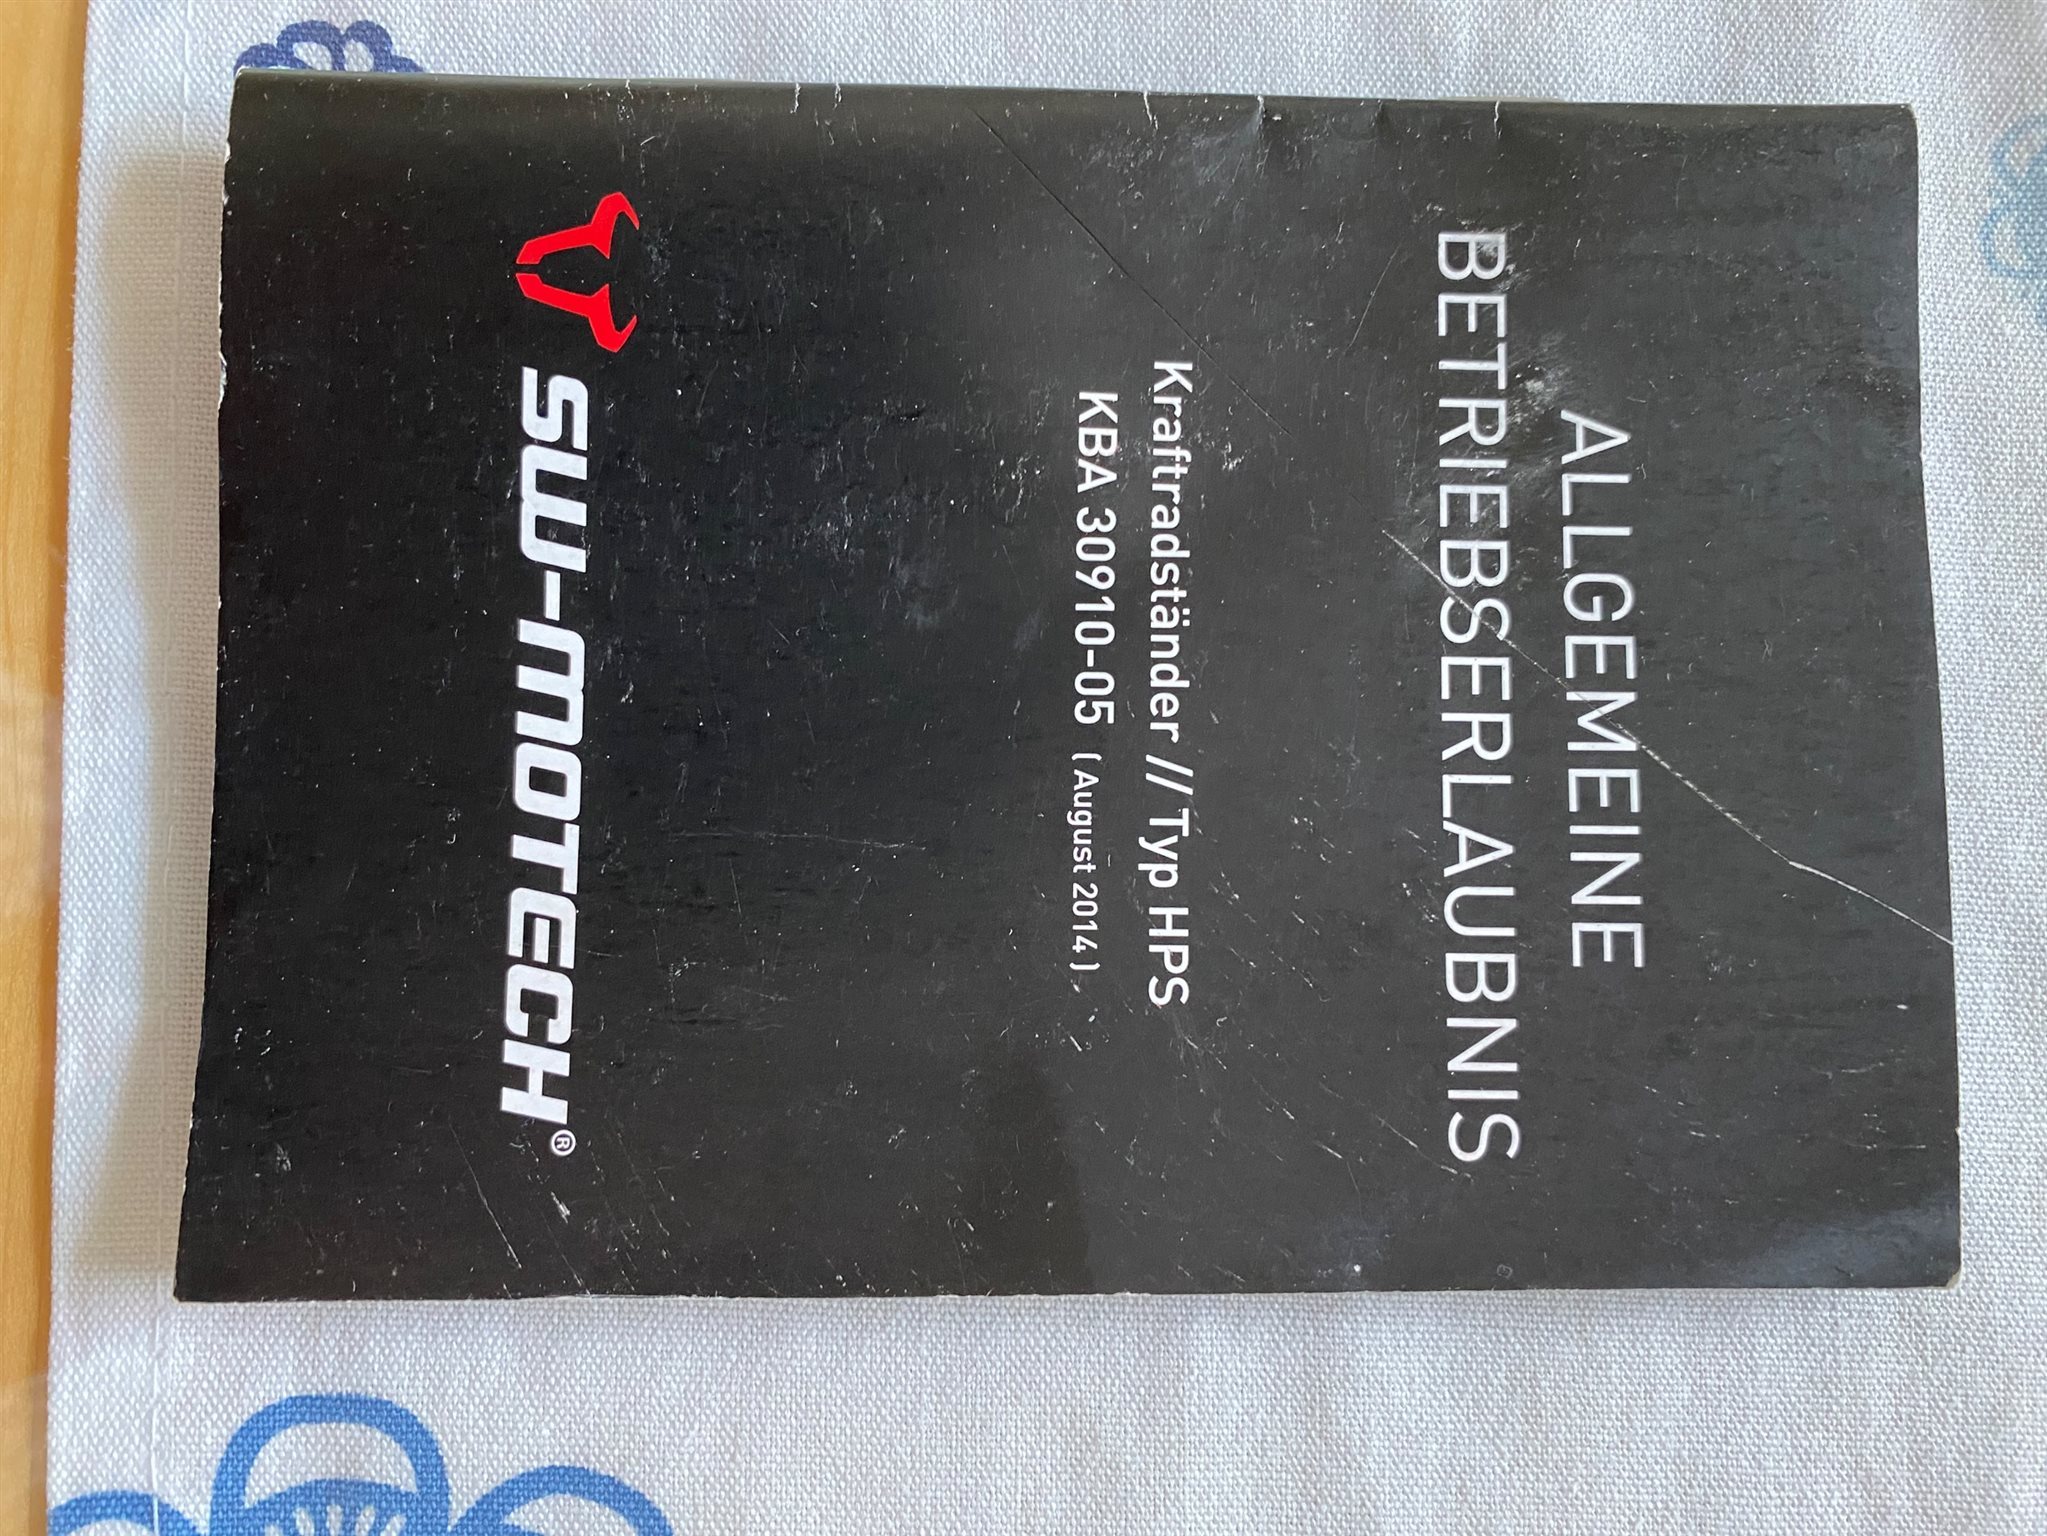 ALLGEMEINE
BETRIEBSERLAUBNIS
Kraftradständer // Typ HPS
KBA 30910-05 (August 2014)
SW-MOTECH®